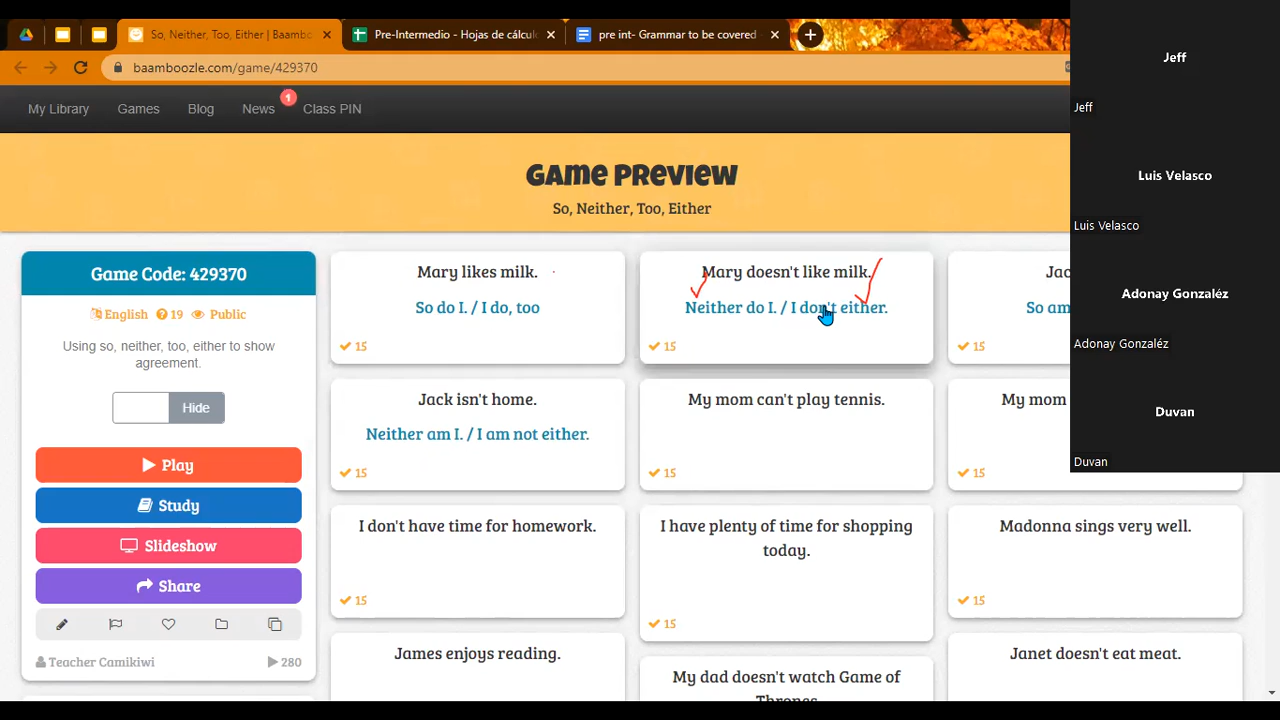 So, Neither, Too, Either | Baambo
Pre-Intermedio - Hojas de cálcul
pre int- Grammar to be covered
baamboozle.com/game/429370
My Library
Games
Blog
News
1
Class PIN
Game Preview
So, Neither, Too, Either
Game Code: 429370
English
19
Public
Using so, neither, too, either to show
agreement.
Hide
Play
Study
Slideshow
Share
Teacher Camikiwi
280
Mary likes milk.
So do I. / I do, too
15
Mary doesn't like milk.
Neither do I. / I don't either.
15
Jac
So am
15
Jack isn't home.
Neither am I. / I am not either.
15
My mom can't play tennis.
15
My mom
15
I don't have time for homework.
15
I have plenty of time for shopping
today.
15
Madonna sings very well.
15
James enjoys reading.
My dad doesn't watch Game of
Thrones
Janet doesn't eat meat.
Jeff
Jeff
Luis Velasco
Luis Velasco
Adonay Gonzaléz
Adonay Gonzaléz
Duvan
Duvan